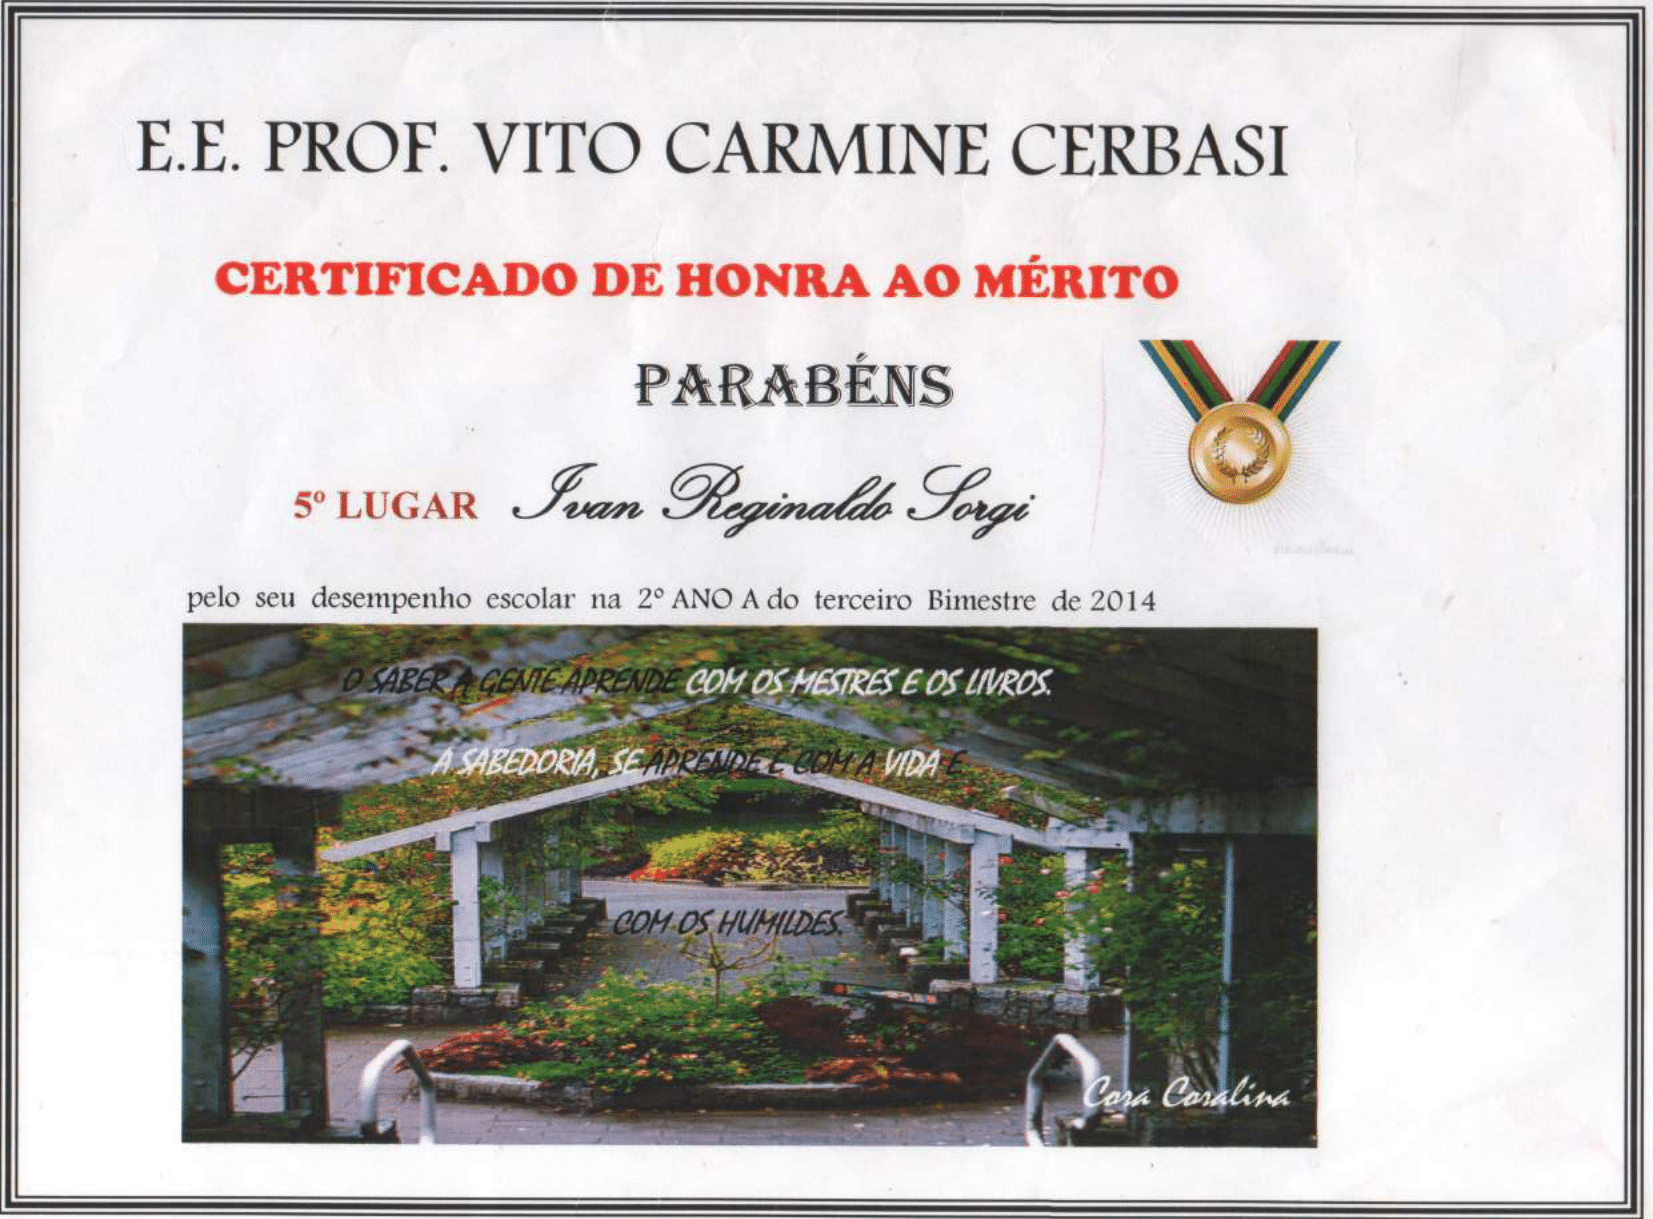 E.E. PROF. VITO CARMINE CERBASI
CERTIFICADO DE HONRA AO MÉRITO
PARABÉNS
5º LUGAR Ivan Reginaldo Sorgi
pelo seu desempenho escolar na 2º ANO A do terceiro Bimestre de 2014
O SABER A GENTE APRENDE COM OS MESTRES E OS LIVROS.
A SABEDORIA, SE APRENDE É COM A VIDA E
COM OS HUMILDES.
Cora Coralina